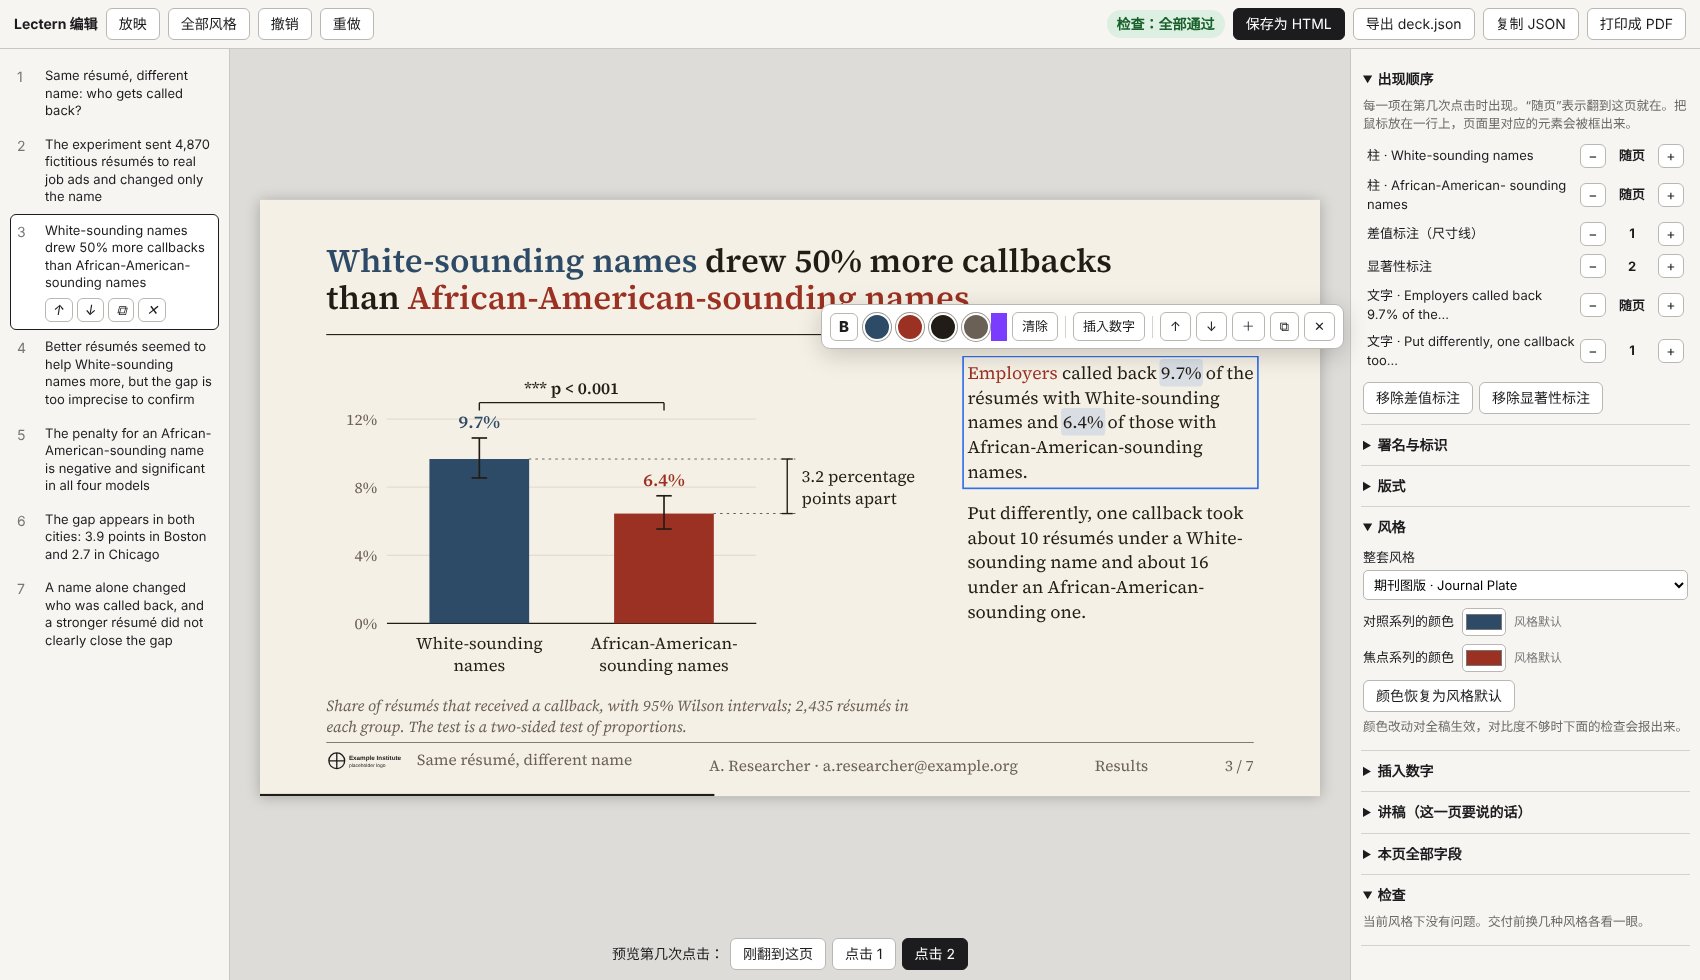 Lectern 编辑
放映
全部风格
撤销
重做
检查：全部通过
保存为 HTML
导出 deck.json
复制 JSON
打印成 PDF
1
Same résumé, different
name: who gets called
back?
2
The experiment sent 4,870
fictitious résumés to real
job ads and changed only
the name
3
White-sounding names
drew 50% more callbacks
than African-American-
sounding names
4
Better résumés seemed to
help White-sounding
names more, but the gap is
too imprecise to confirm
5
The penalty for an African-
American-sounding name
is negative and significant
in all four models
6
The gap appears in both
cities: 3.9 points in Boston
and 2.7 in Chicago
7
A name alone changed
who was called back, and
a stronger résumé did not
clearly close the gap
White-sounding names drew 50% more callbacks
than African-American-sounding names
B
清除
插入数字
*** p < 0.001
12%
8%
4%
0%
9.7%
6.4%
3.2 percentage
points apart
White-sounding
names
African-American-
sounding names
Employers called back 9.7% of the
résumés with White-sounding
names and 6.4% of those with
African-American-sounding
names.
Put differently, one callback took
about 10 résumés under a White-
sounding name and about 16
under an African-American-
sounding one.
Share of résumés that received a callback, with 95% Wilson intervals; 2,435 résumés in
each group. The test is a two-sided test of proportions.
Example Institute
placeholder logo
Same résumé, different name
A. Researcher · a.researcher@example.org
Results
3 / 7
预览第几次点击：
刚翻到这页
点击 1
点击 2
▼ 出现顺序
每一项在第几次点击时出现。“随页”表示翻到这页就在。把
鼠标放在一行上，页面里对应的元素会被框出来。
柱 · White-sounding names
− 随页 +
柱 · African-American- sounding
names
− 随页 +
差值标注（尺寸线）
− 1 +
显著性标注
− 2 +
文字 · Employers called back
9.7% of the...
− 随页 +
文字 · Put differently, one callback
too...
− 1 +
移除差值标注
移除显著性标注
▶ 署名与标识
▶ 版式
▼ 风格
整套风格
期刊图版 · Journal Plate
对照系列的颜色
风格默认
焦点系列的颜色
风格默认
颜色恢复为风格默认
颜色改动对全稿生效，对比度不够时下面的检查会报出来。
▶ 插入数字
▶ 讲稿（这一页要说的话）
▶ 本页全部字段
▼ 检查
当前风格下没有问题。交付前换几种风格各看一眼。